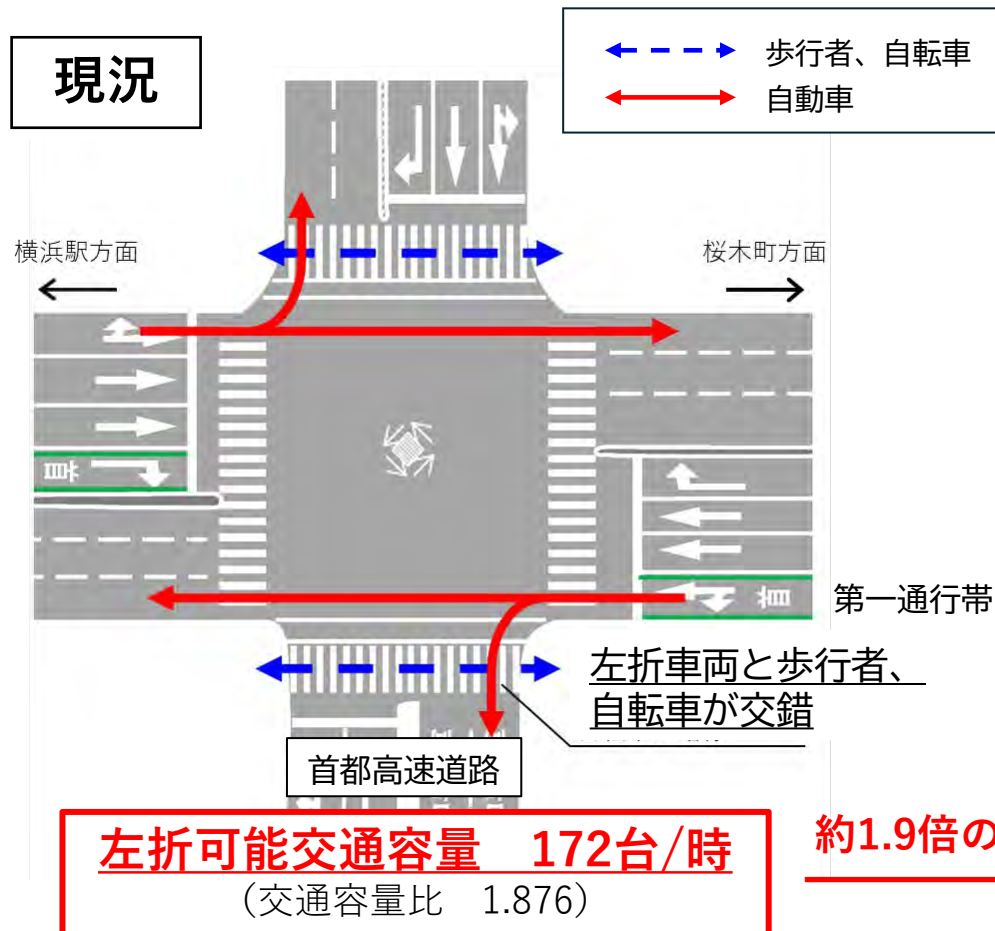 現況
歩行者、自転車
自動車
横浜駅方面
桜木町方面
首
首
第一通行帯
左折車両と歩行者、
自転車が交錯
首都高速道路
左折可能交通容量 172台/時
（交通容量比 1.876）
約1.9倍の